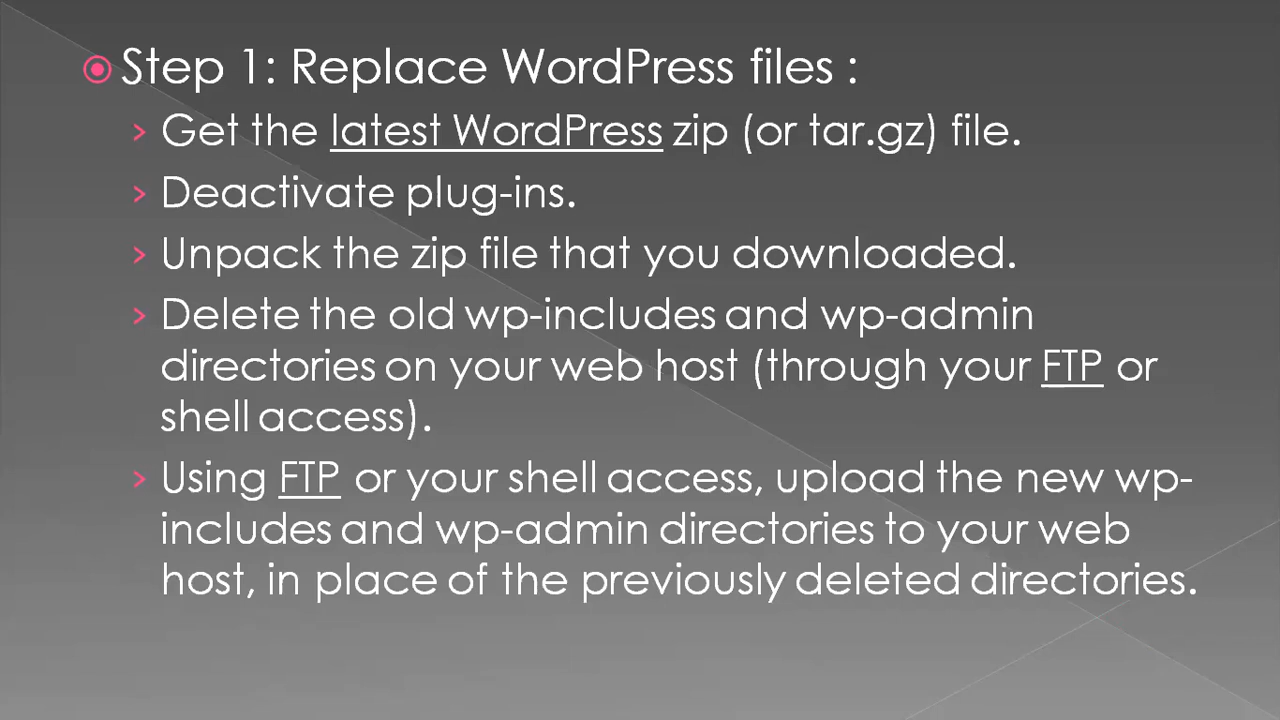 Step 1: Replace WordPress files :
Get the latest WordPress zip (or tar.gz) file.
Deactivate plug-ins.
Unpack the zip file that you downloaded.
Delete the old wp-includes and wp-admin
directories on your web host (through your FTP or
shell access).
Using FTP or your shell access, upload the new wp-
includes and wp-admin directories to your web
host, in place of the previously deleted directories.